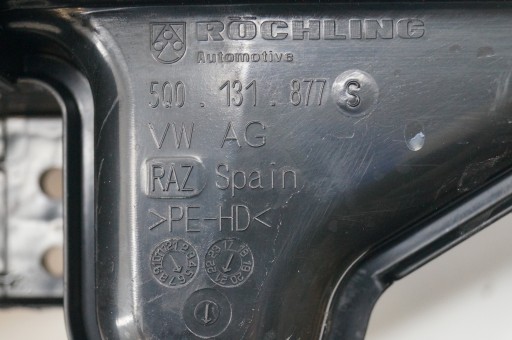 RÖCHLING
Automotive
5Q0 . 131 . 877 S
VW AG
RAZ Spain
>PE-HD<